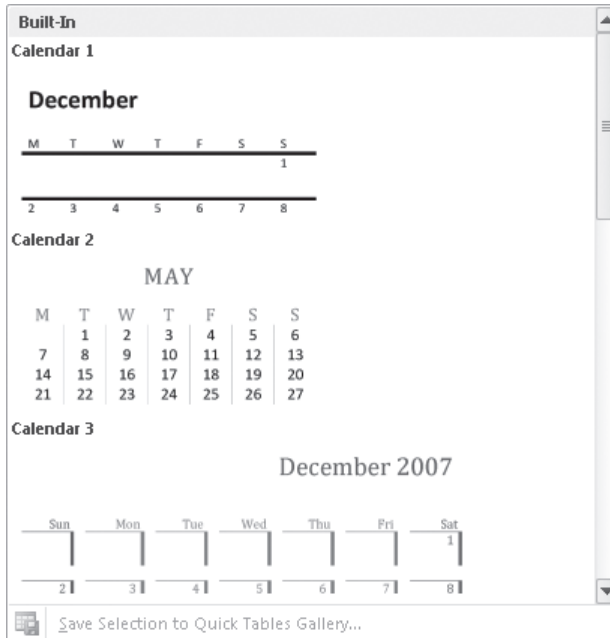 Built-In
Calendar 1
December
M T W T F S S
1
2 3 4 5 6 7 8
Calendar 2
MAY
M T W T F S S
1 2 3 4 5 6
7 8 9 10 11 12 13
14 15 16 17 18 19 20
21 22 23 24 25 26 27
Calendar 3
December 2007
Sun Mon Tue Wed Thu Fri Sat
1
2 3 4 5 6 7 8
Save Selection to Quick Tables Gallery...